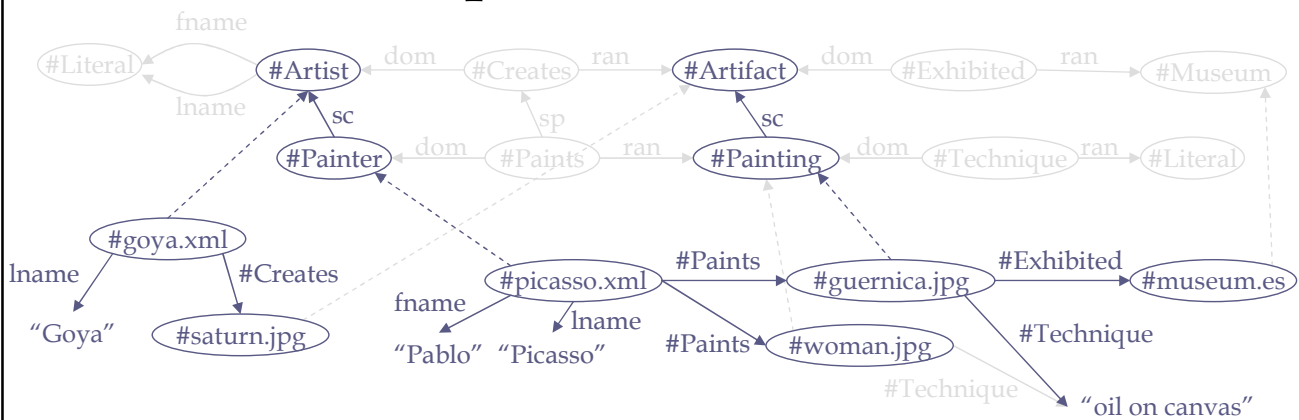 fname
#Literal #Artist dom #Creates ran #Artifact dom #Exhibited ran #Museum
lname
sc sp sc
#Painter dom #Paints ran #Painting dom #Technique ran #Literal
#goya.xml
lname #Creates #Paints #Exhibited
#picasso.xml #guernica.jpg #museum.es
fname lname
"Goya" #saturn.jpg #Technique
"Pablo" "Picasso" #Paints #woman.jpg
#Technique
"oil on canvas"